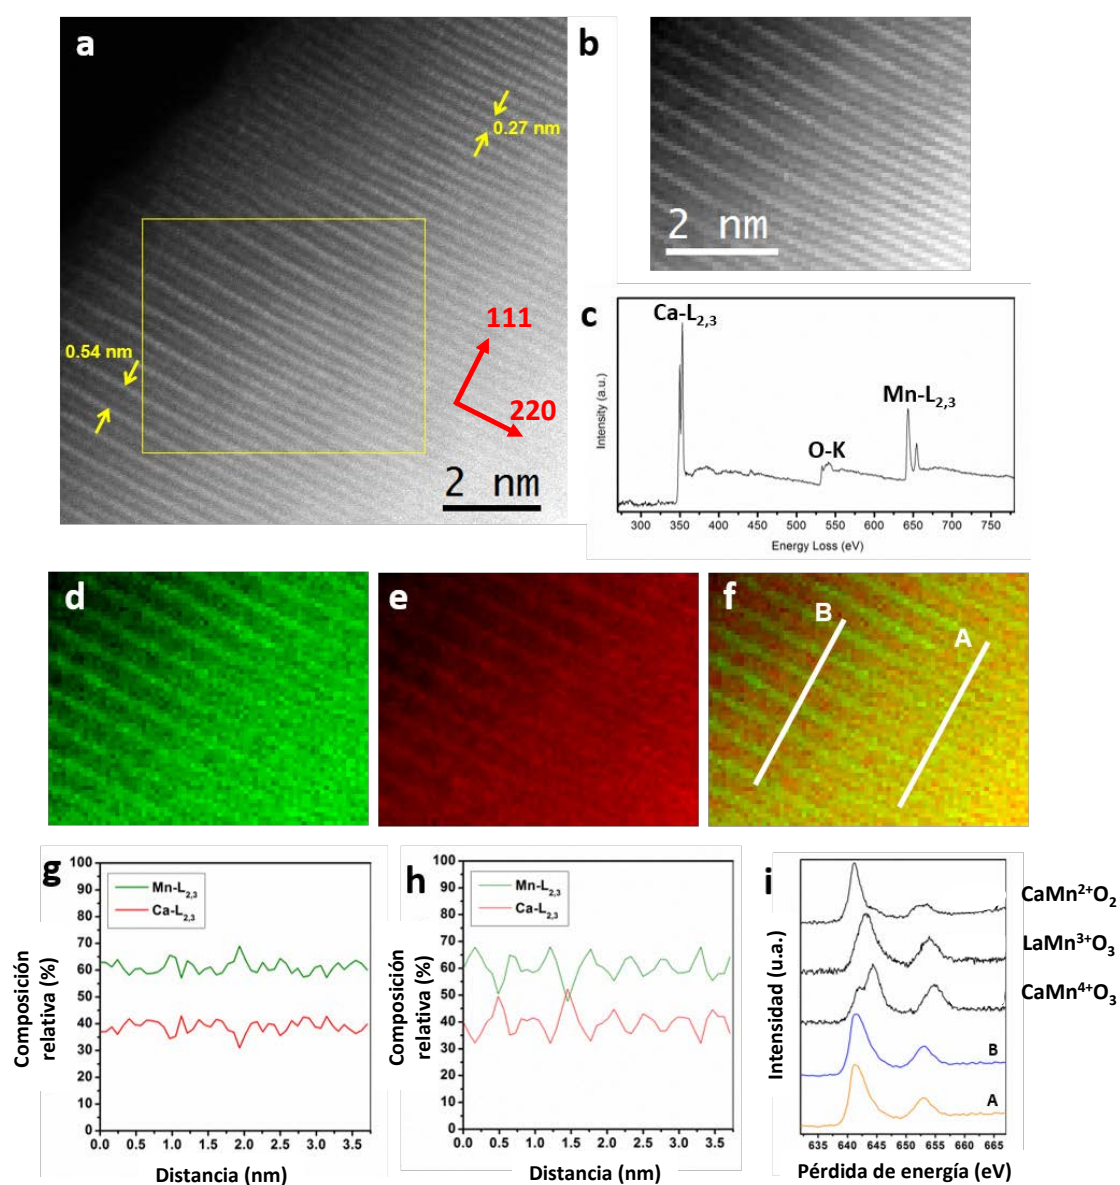 a
0.27 nm
0.54 nm
111
220
2 nm
b
2 nm
c
Ca-L2,3
O-K
Mn-L2,3
Intensity (a.u.)
300 350 400 450 500 550 600 650 700 750
Energy Loss (eV)
d
e
f
B
A
g
Mn-L2,3
Ca-L2,3
Composición
relativa (%)
100
90
80
70
60
50
40
30
20
10
0
0.0 0.5 1.0 1.5 2.0 2.5 3.0 3.5
Distancia (nm)
h
Mn-L2,3
Ca-L2,3
Composición
relativa (%)
100
90
80
70
60
50
40
30
20
10
0
0.0 0.5 1.0 1.5 2.0 2.5 3.0 3.5
Distancia (nm)
i
CaMn2+O2
LaMn3+O3
CaMn4+O3
B
A
Intensidad (u.a.)
635 640 645 650 655 660 665
Pérdida de energía (eV)